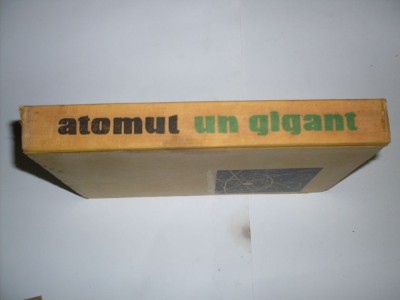 atomul un gigant